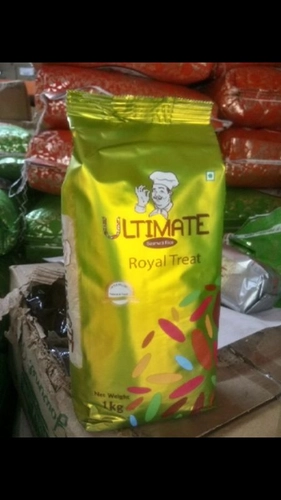 ULTIMATE
Royal Treat
Net Weight
1kg